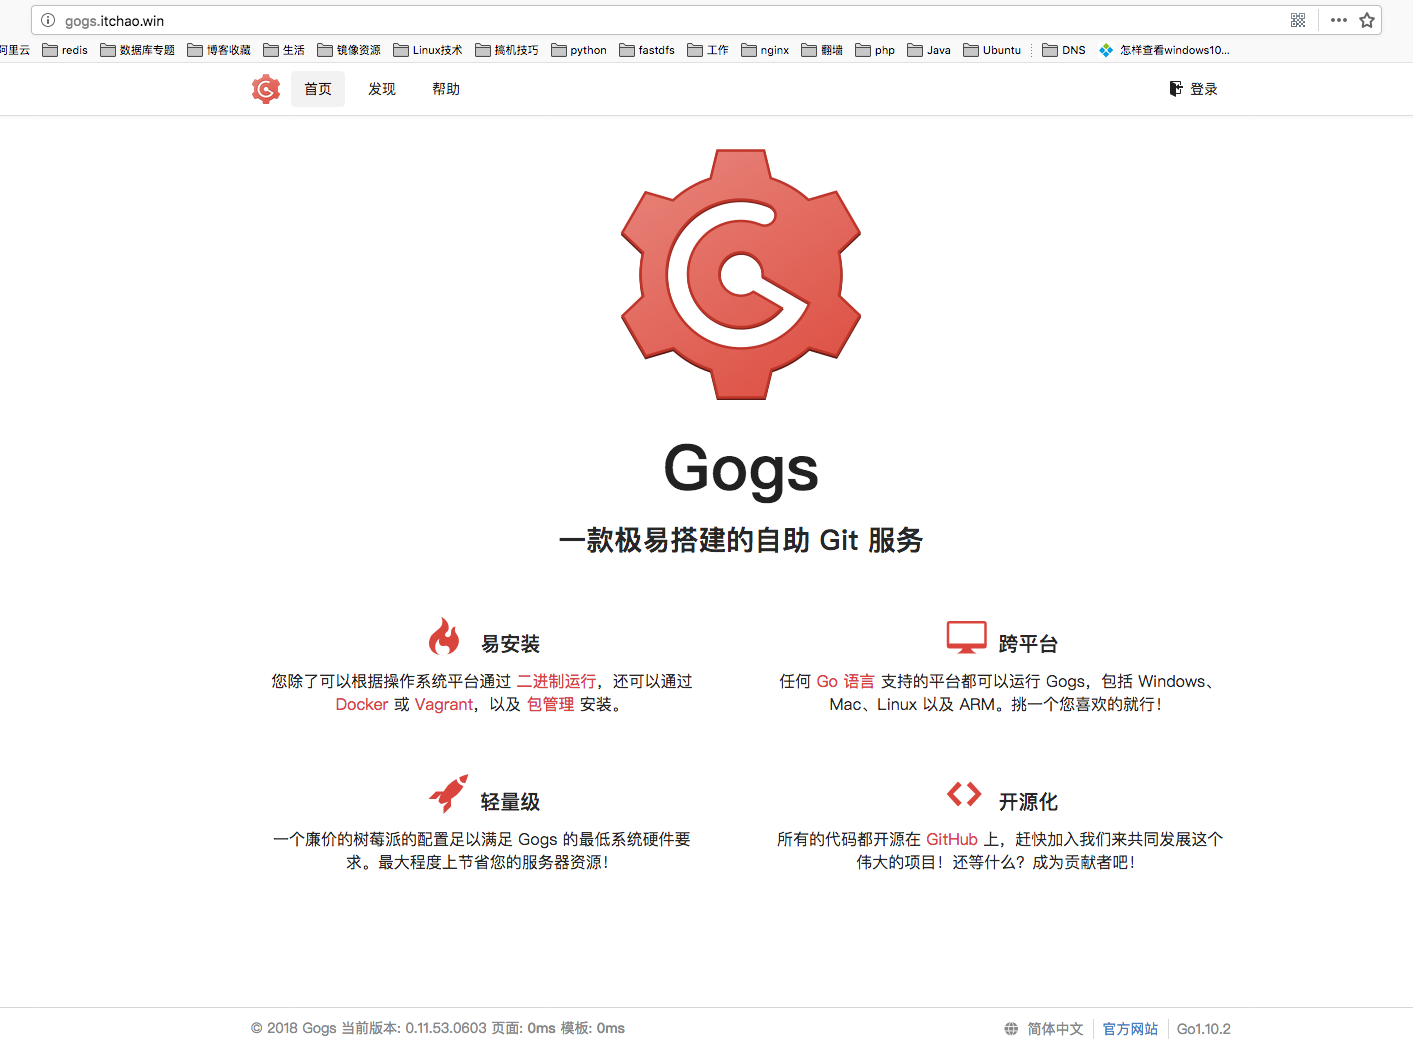 gogs.itchao.win
阿里云 redis 数据库专题 博客收藏 生活 镜像资源 Linux技术 搞机技巧 python fastdfs 工作 nginx 翻墙 php Java Ubuntu DNS 怎样查看windows10...
首页 发现 帮助 登录
Gogs
一款极易搭建的自助 Git 服务
易安装
您除了可以根据操作系统平台通过 二进制运行，还可以通过
Docker 或 Vagrant，以及 包管理 安装。
跨平台
任何 Go 语言 支持的平台都可以运行 Gogs，包括 Windows、
Mac、Linux 以及 ARM。挑一个您喜欢的就行！
轻量级
一个廉价的树莓派的配置足以满足 Gogs 的最低系统硬件要
求。最大程度上节省您的服务器资源！
开源化
所有的代码都开源在 GitHub 上，赶快加入我们来共同发展这个
伟大的项目！还等什么？成为贡献者吧！
© 2018 Gogs 当前版本: 0.11.53.0603 页面: 0ms 模板: 0ms 简体中文 官方网站 Go1.10.2